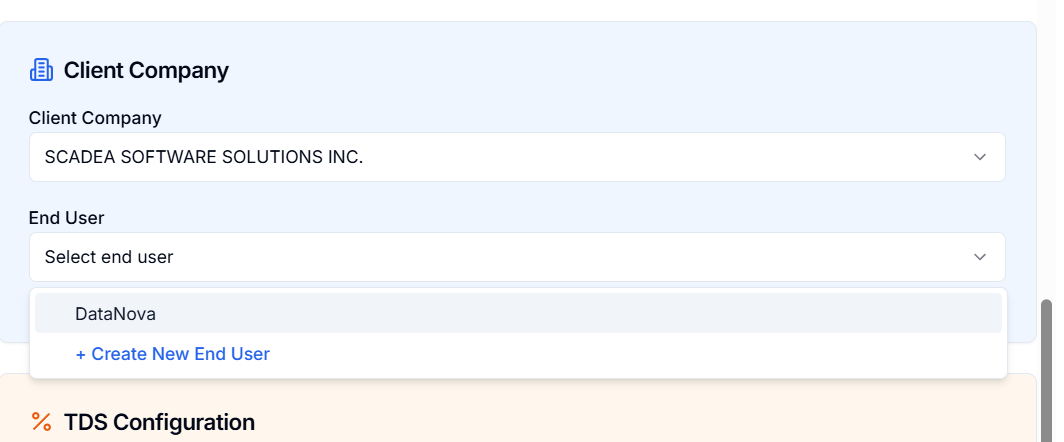 Client Company
Client Company
SCADEA SOFTWARE SOLUTIONS INC.
End User
Select end user
DataNova
+ Create New End User
TDS Configuration